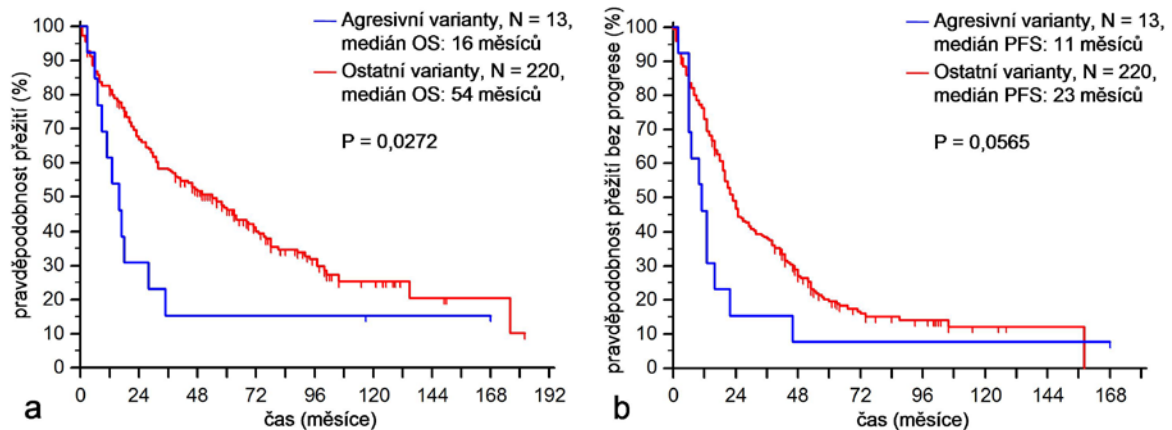 Agresivní varianty, N = 13,
medián OS: 16 měsíců
Ostatní varianty, N = 220,
medián OS: 54 měsíců
P = 0,0272
pravděpodobnost přežití (%)
100
90
80
70
60
50
40
30
20
10
0
0 24 48 72 96 120 144 168 192
čas (měsíce)
a
Agresivní varianty, N = 13,
medián PFS: 11 měsíců
Ostatní varianty, N = 220,
medián PFS: 23 měsíců
P = 0,0565
pravděpodobnost přežití bez progrese (%)
100
90
80
70
60
50
40
30
20
10
0
0 24 48 72 96 120 144 168
čas (měsíce)
b